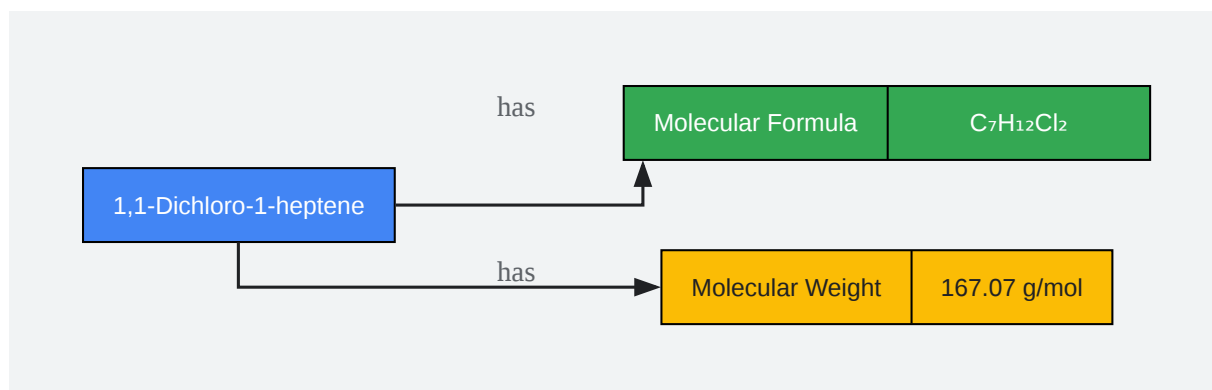 has
Molecular Formula
C₇H₁₂Cl₂
1,1-Dichloro-1-heptene
has
Molecular Weight
167.07 g/mol